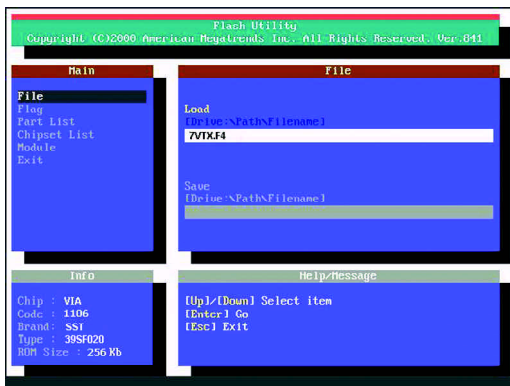 Flash Utility
Copyright (C)2000 American Megatrends Inc. All Rights Reserved. Ver:841
Main
File
Flag
Part List
Chipset List
Module
Exit
File
Load
[Drive:\Path\Filename]
7VTX.F4
Save
[Drive:\Path\Filename]
Info
Chip : VIA
Code : 1106
Brand: SST
Type : 39SF020
ROM Size : 256 Kb
Help/Message
[Up]/[Down] Select item
[Enter] Go
[Esc] Exit